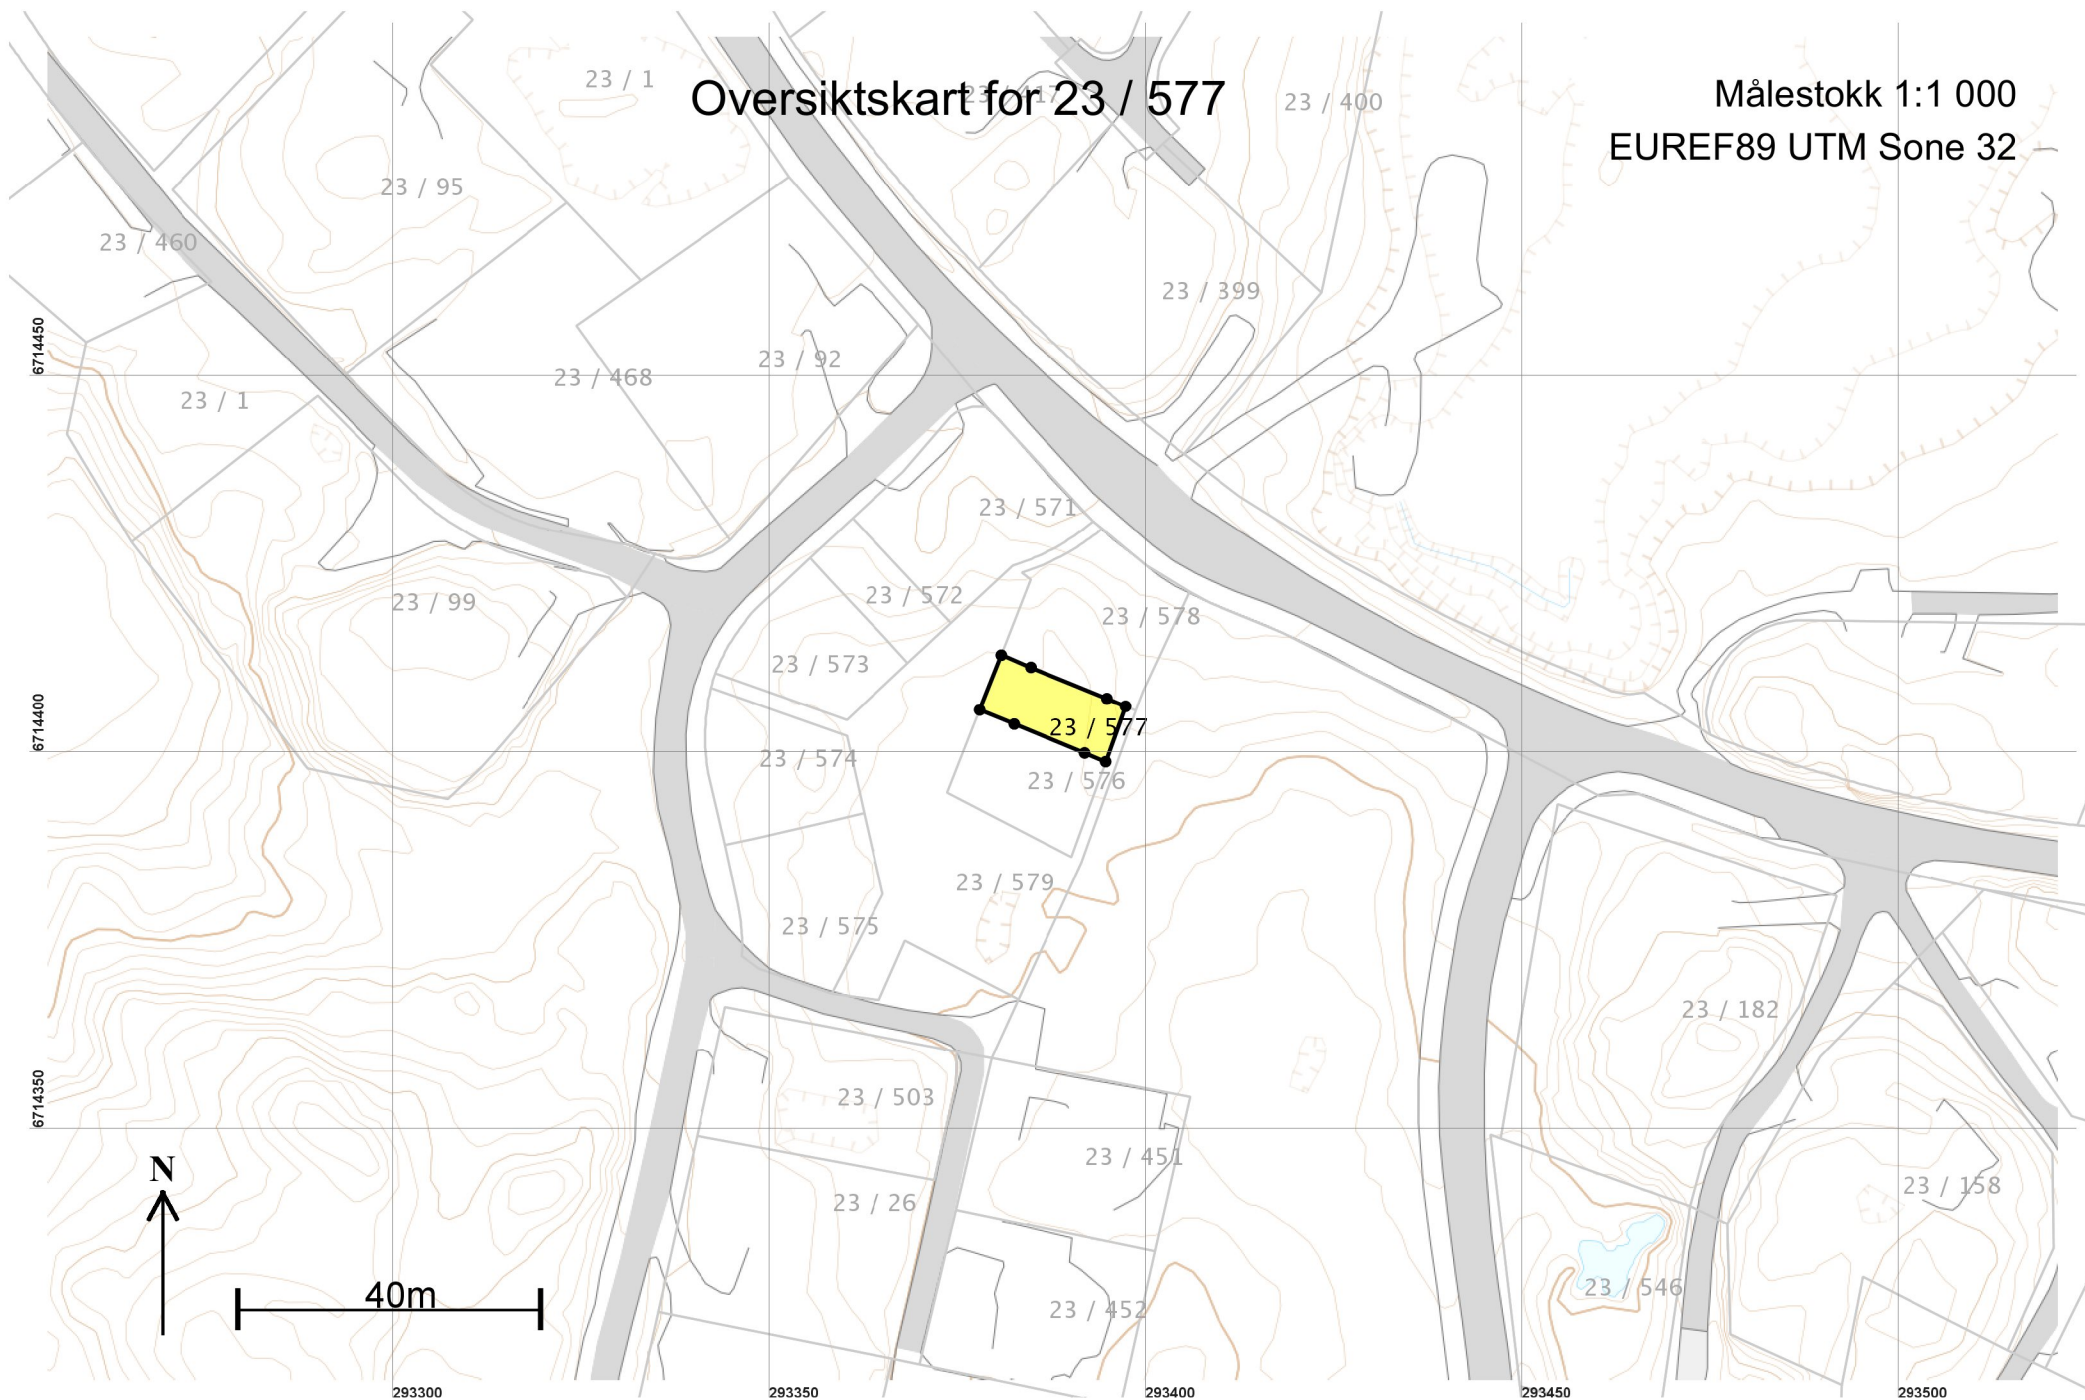 23 / 1
Oversiktskart for 23 / 577
23 / 417
23 / 400
Målestokk 1:1 000
EUREF89 UTM Sone 32
23 / 95
23 / 460
23 / 399
6714450
23 / 92
23 / 468
23 / 1
23 / 571
23 / 572
23 / 99
23 / 578
23 / 573
6714400
23 / 577
23 / 574
23 / 576
23 / 579
23 / 575
23 / 182
6714350
23 / 503
23 / 451
N
23 / 158
23 / 26
23 / 546
40m
23 / 452
293300
293350
293400
293450
293500